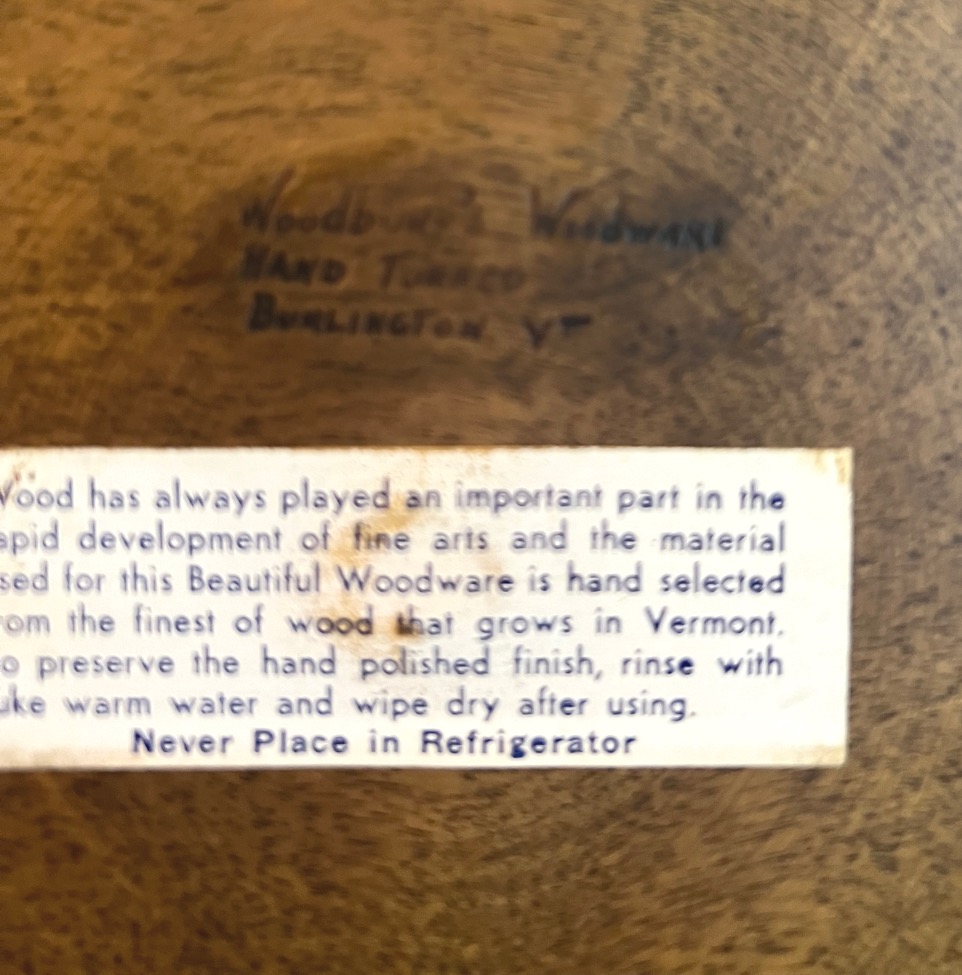 Woodbury's Woodware
Hand Turned
Burlington Vt
Wood has always played an important part in the
apid development of fine arts and the material
sed for this Beautiful Woodware is hand selected
rom the finest of wood that grows in Vermont.
o preserve the hand polished finish, rinse with
uke warm water and wipe dry after using.
Never Place in Refrigerator